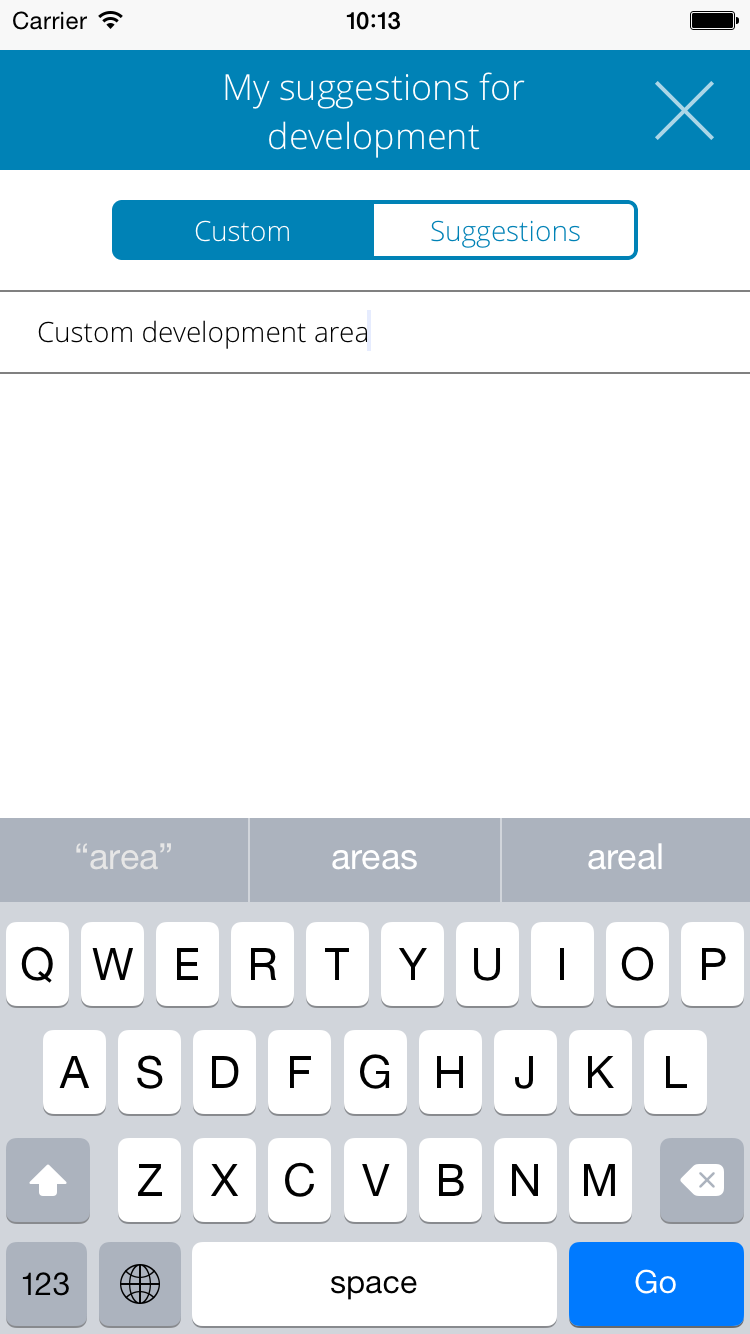 Carrier 10:13
My suggestions for
development
Custom Suggestions
Custom development area
“area” areas areal
Q W E R T Y U I O P
A S D F G H J K L
Z X C V B N M
123 space Go